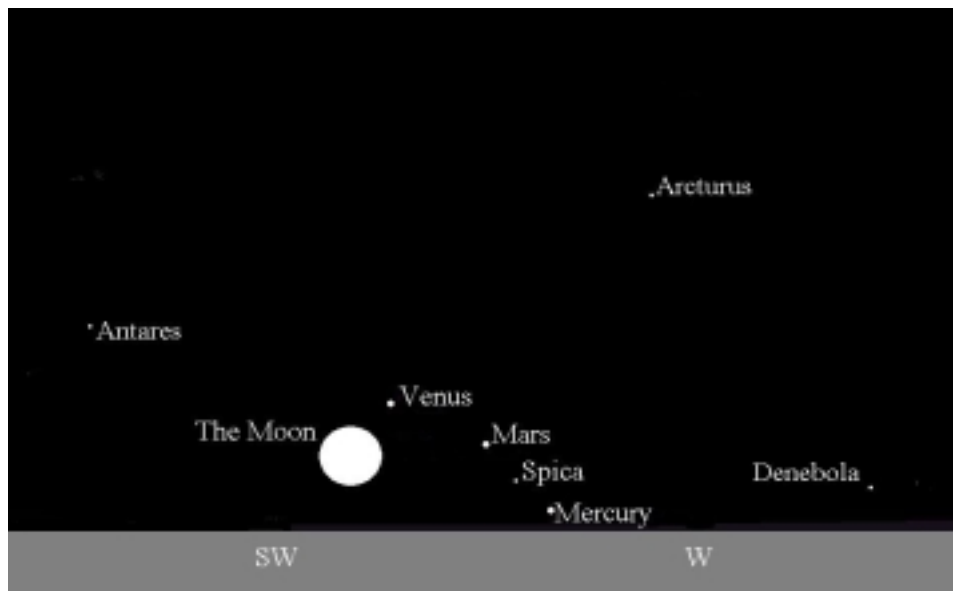 Arcturus
Antares
Venus
The Moon
Mars
Spica
Denebola
Mercury
SW
W